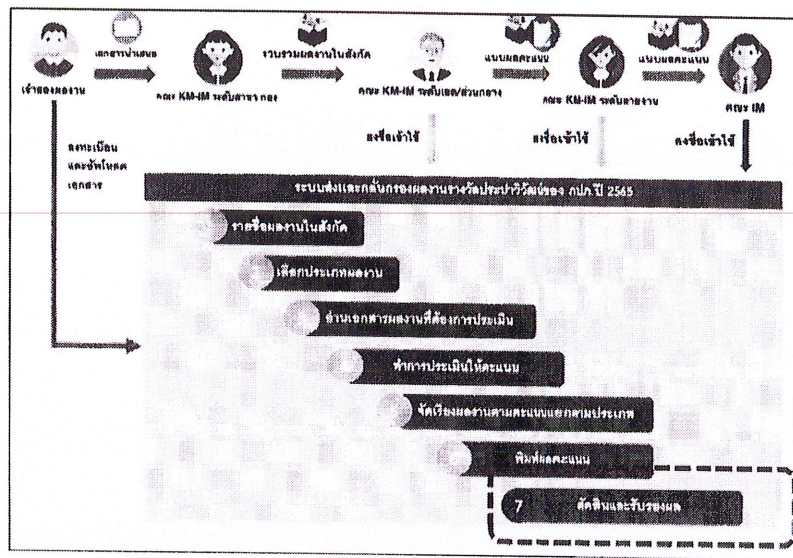 เอกสารนำเสนอ
รวบรวมผลงานในสังกัด
แนบผลคะแนน
แนบผลคะแนน
เจ้าของผลงาน
คณะ KM-IM ระดับสาขา กอง
คณะ KM-IM ระดับเขต/ส่วนกลาง
คณะ KM-IM ระดับสายงาน
คณะ IM
ลงทะเบียน
และอัพโหลด
เอกสาร
ลงชื่อเข้าใช้
ลงชื่อเข้าใช้
ลงชื่อเข้าใช้
ระบบส่งและกลั่นกรองผลงานรางวัลประปาวิวัฒน์ของ กปภ.ปี 2565
รายชื่อผลงานในสังกัด
เลือกประเภทผลงาน
อ่านเอกสารผลงานที่ต้องการประเมิน
ทำการประเมินให้คะแนน
จัดเรียงผลงานตามคะแนนแยกตามประเภท
พิมพ์ผลคะแนน
7 ตัดสินและรับรองผล